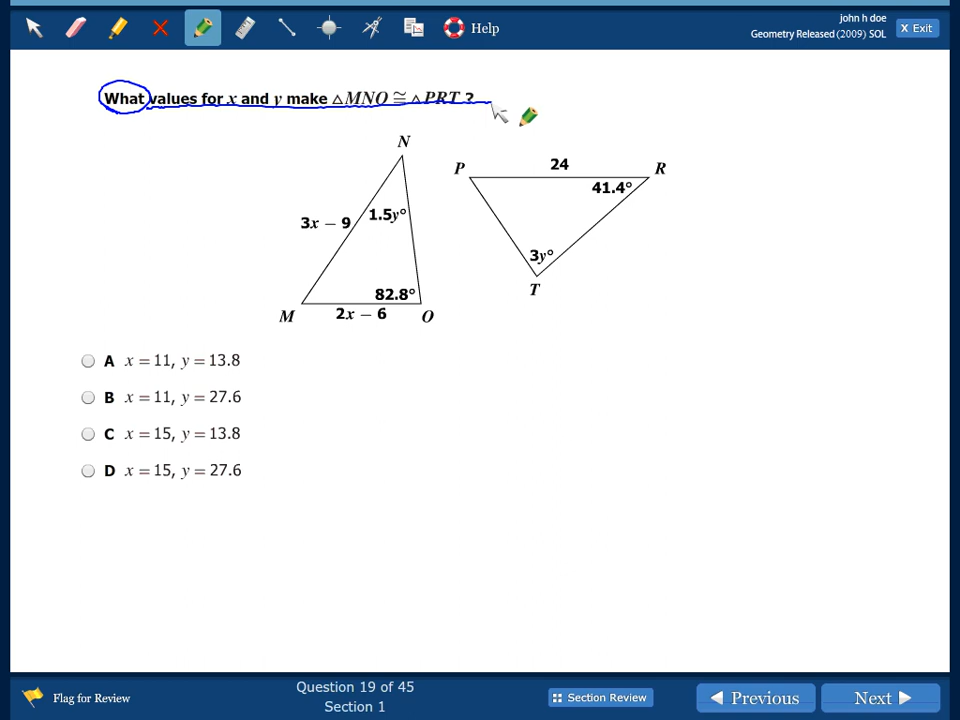 john h doe
Help
Geometry Released (2009) SOL
X Exit
What values for x and y make △MNO ≅ △PRT ?
N
P
24
R
41.4°
3x − 9
1.5y°
3y°
82.8°
T
M
2x − 6
O
A x = 11, y = 13.8
B x = 11, y = 27.6
C x = 15, y = 13.8
D x = 15, y = 27.6
Flag for Review
Question 19 of 45
Section 1
Section Review
Previous
Next